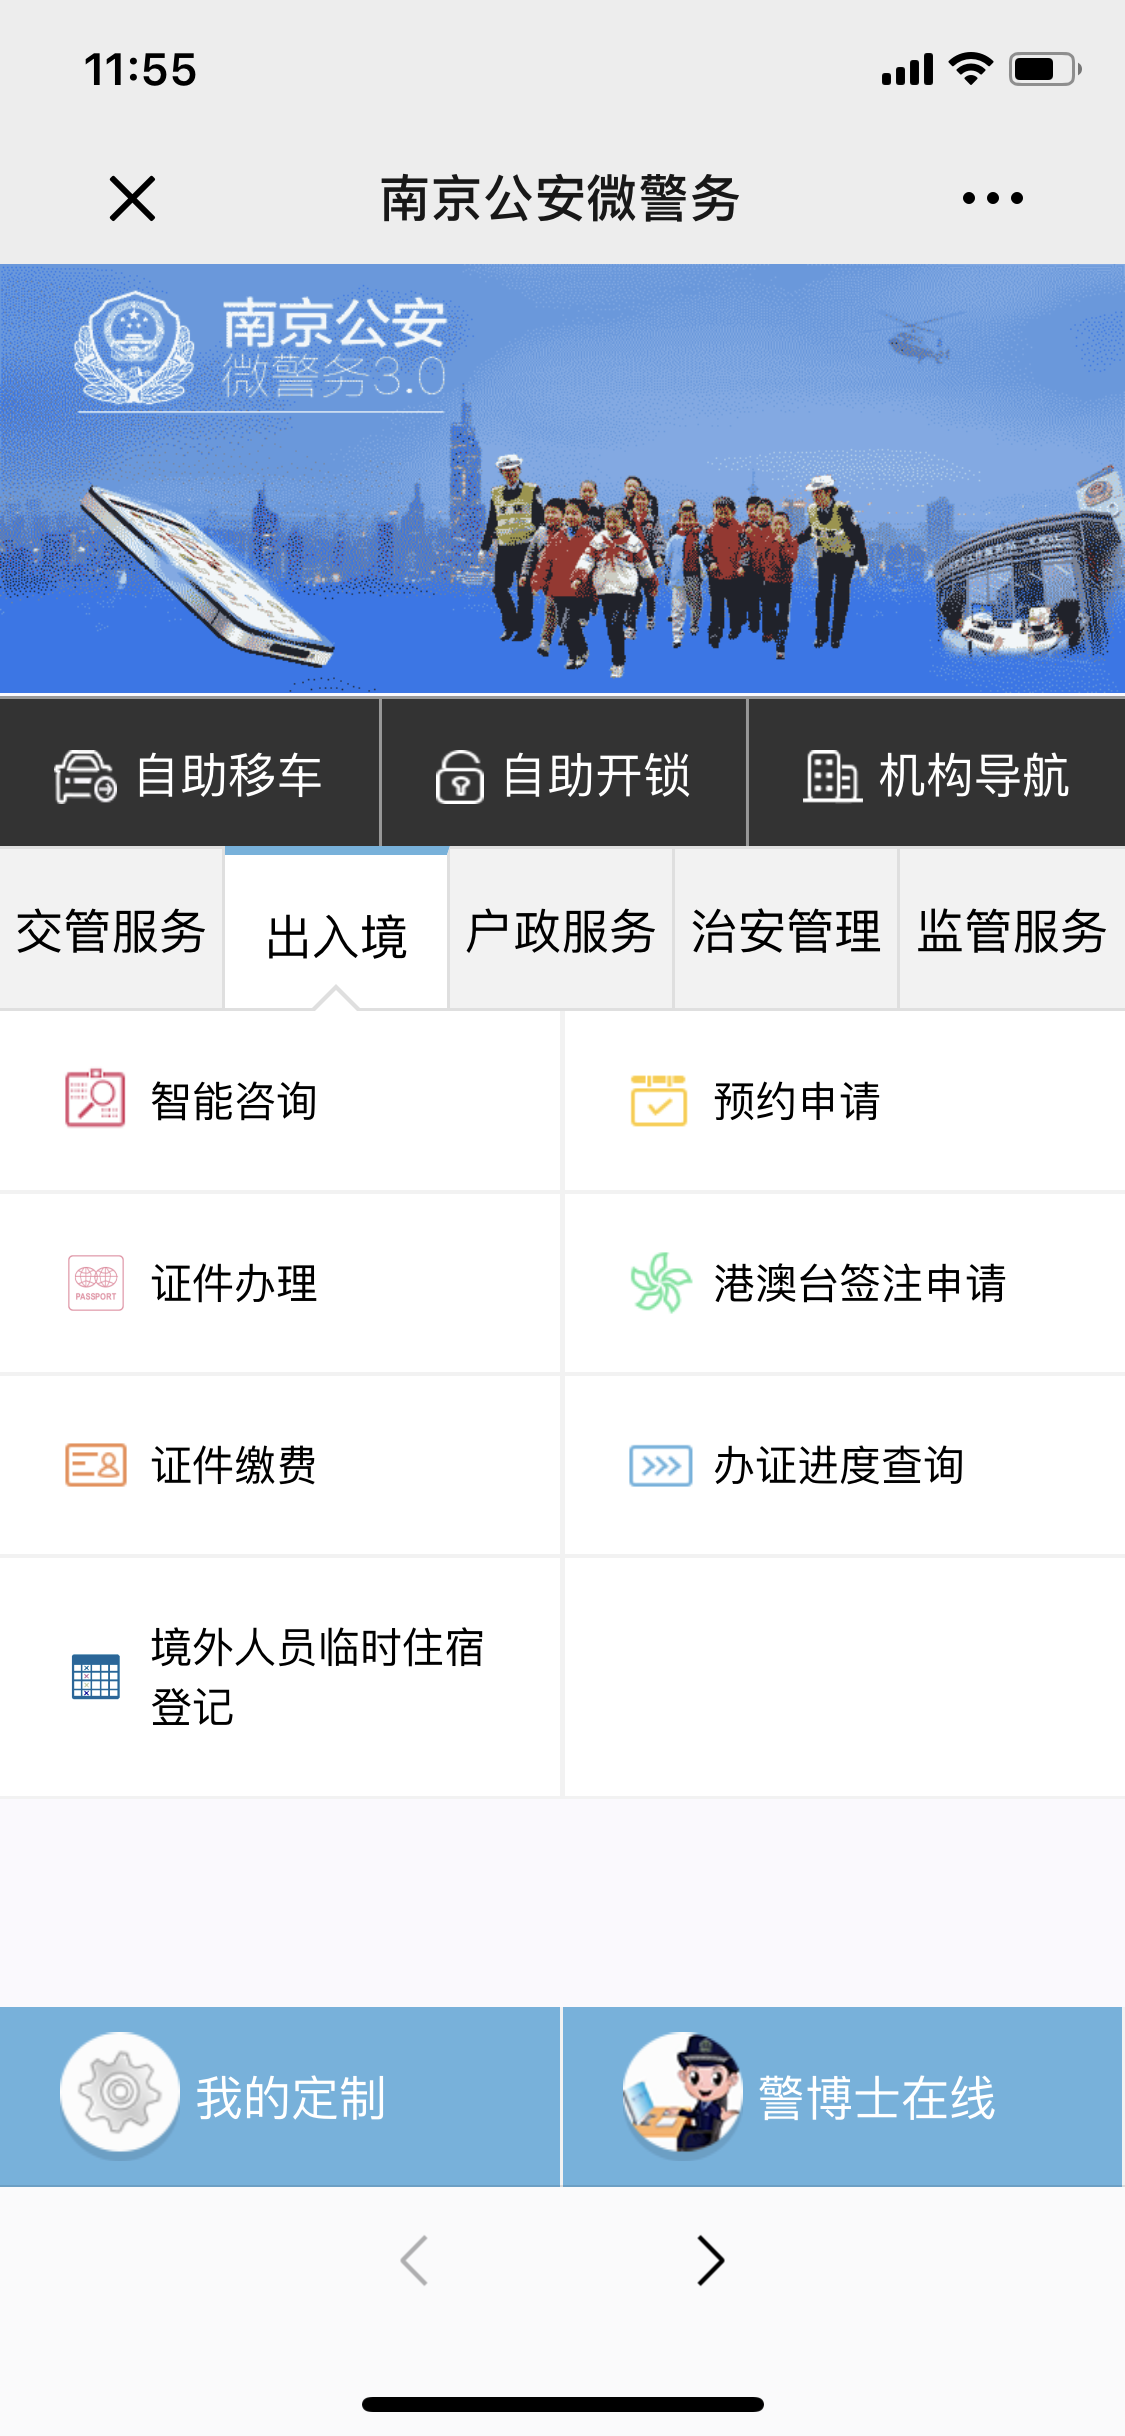 11:55
南京公安微警务
南京公安
微警务3.0
自助移车
自助开锁
机构导航
交管服务
出入境
户政服务
治安管理
监管服务
智能咨询
预约申请
PASSPORT
证件办理
港澳台签注申请
证件缴费
办证进度查询
境外人员临时住宿
登记
我的定制
警博士在线